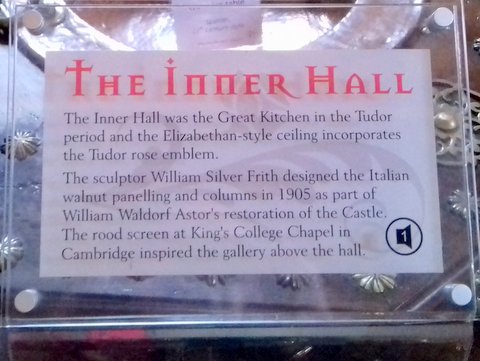 THE INNER HALL
The Inner Hall was the Great Kitchen in the Tudor
period and the Elizabethan-style ceiling incorporates
the Tudor rose emblem.
The sculptor William Silver Frith designed the Italian
walnut panelling and columns in 1905 as part of
William Waldorf Astor's restoration of the Castle.
The rood screen at King's College Chapel in
Cambridge inspired the gallery above the hall.
1